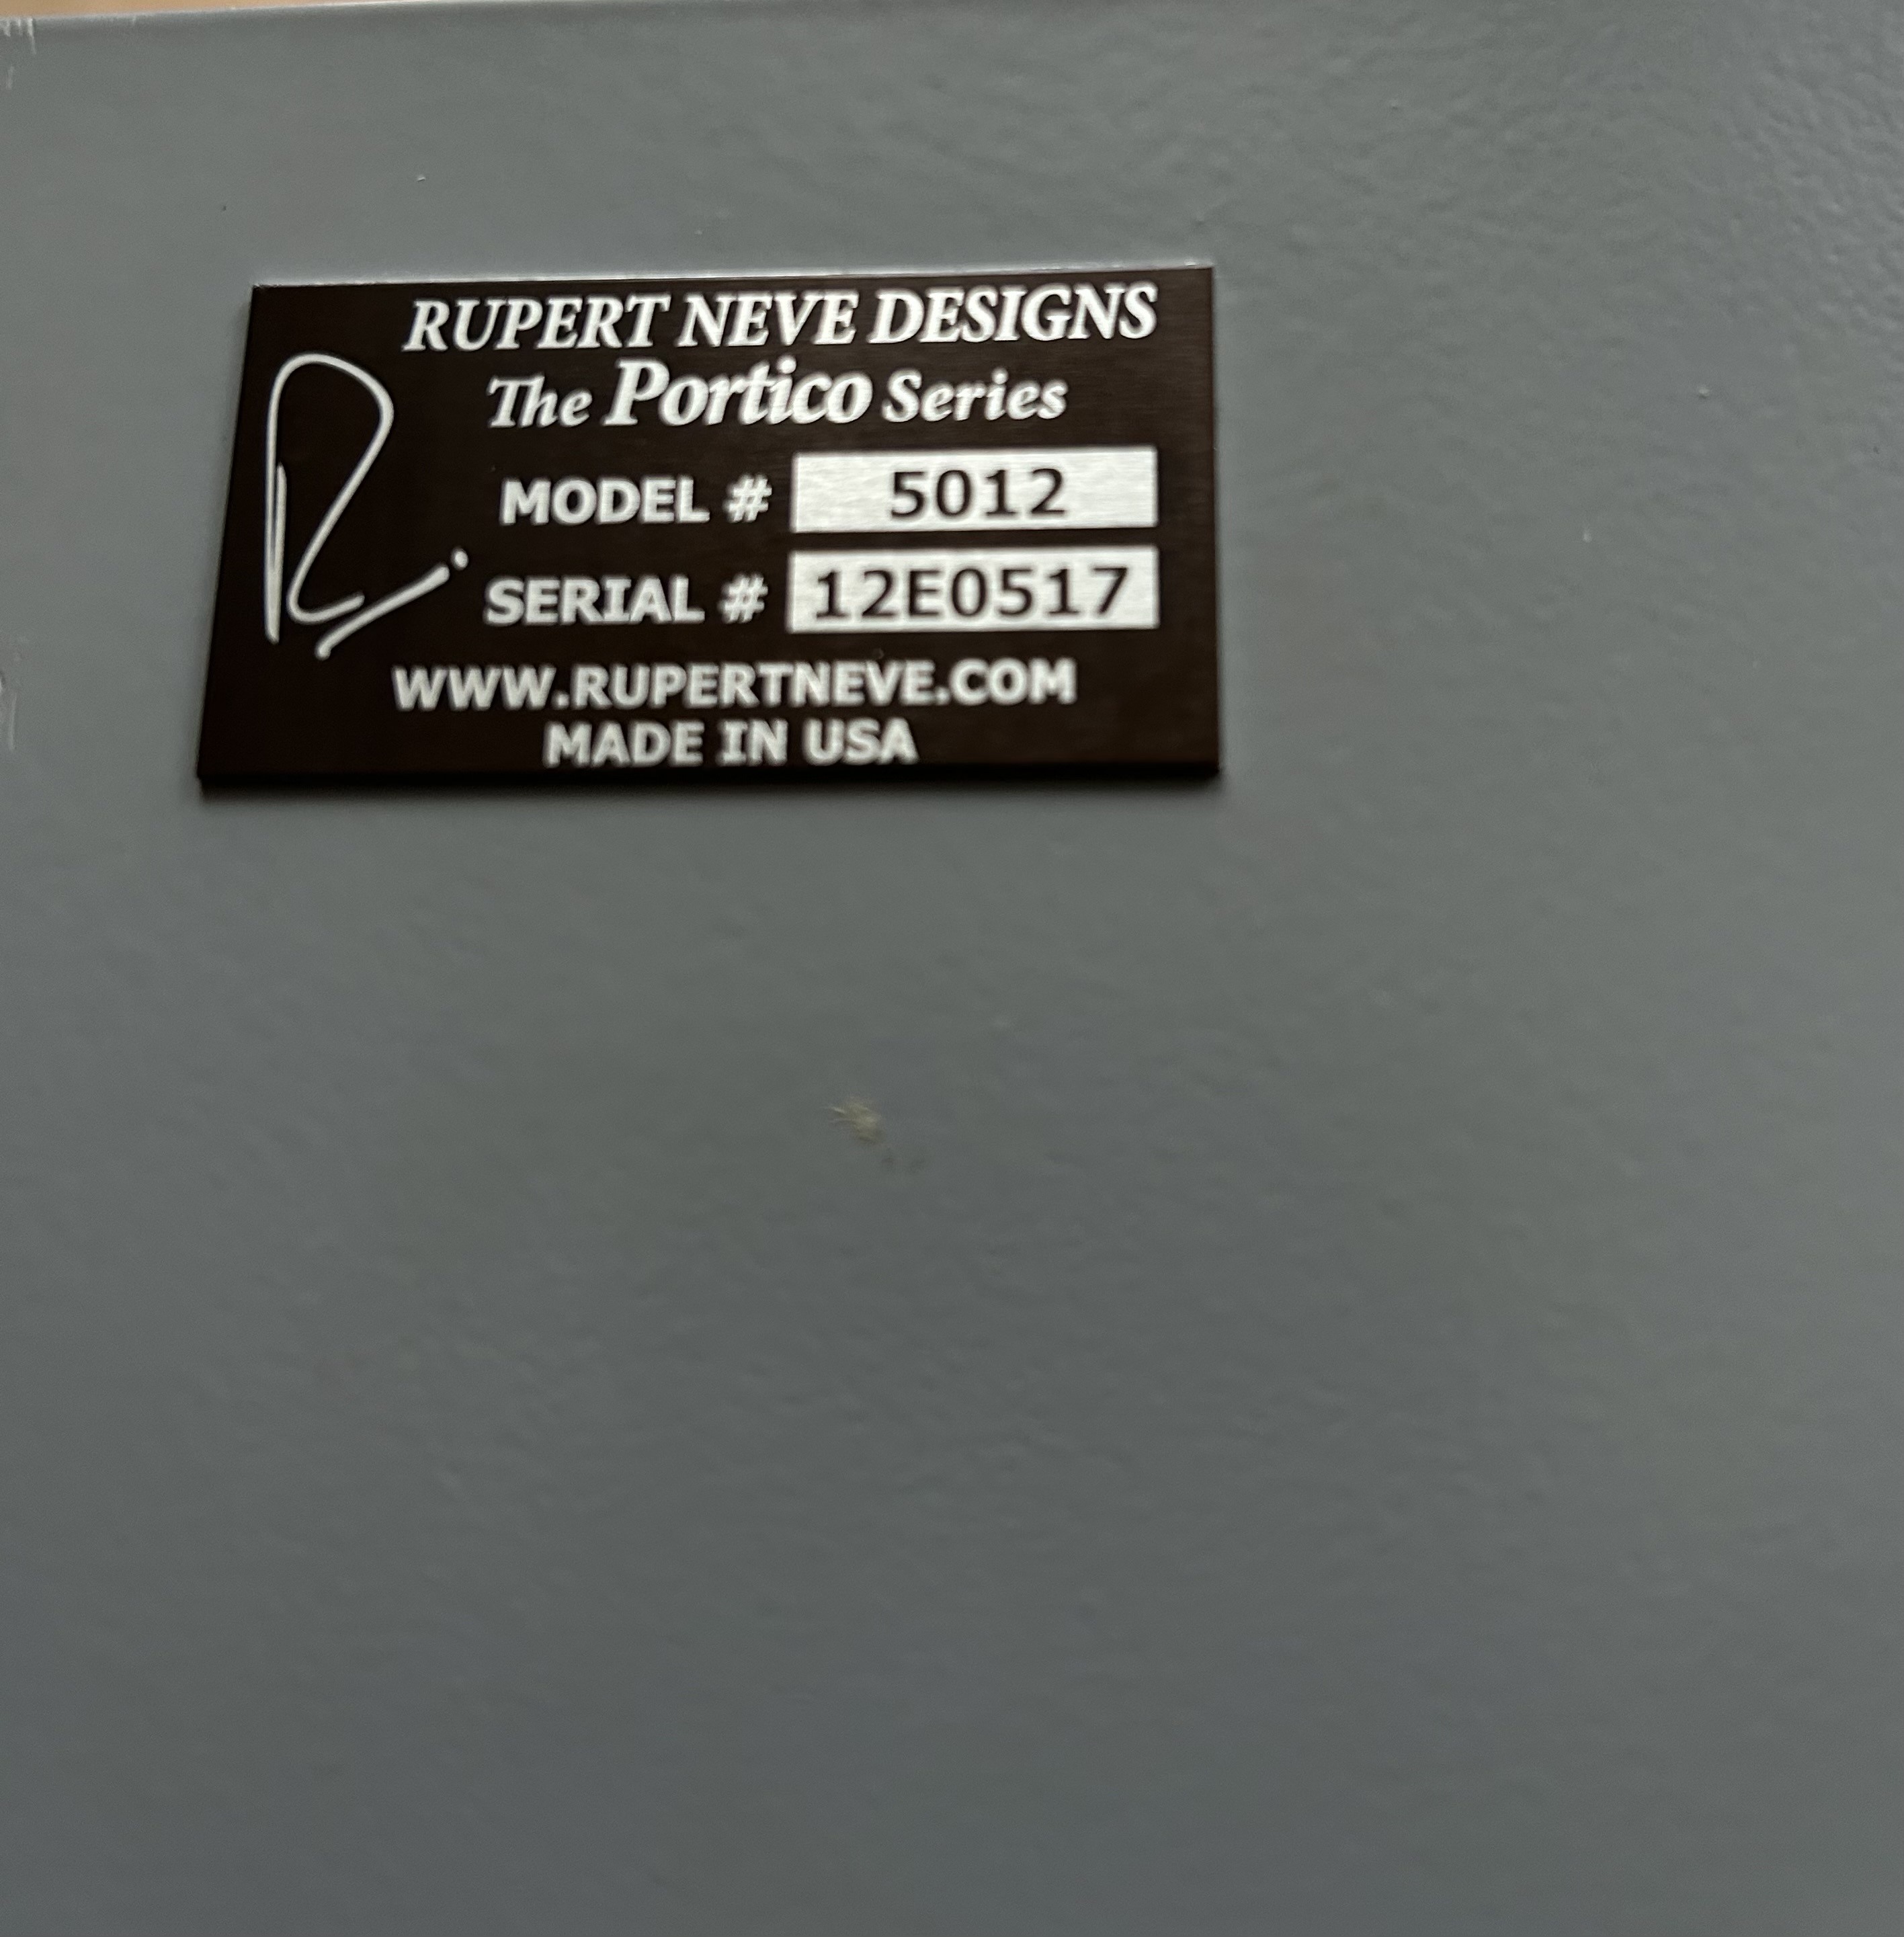 RUPERT NEVE DESIGNS
The Portico Series
MODEL # 5012
SERIAL # 12E0517
WWW.RUPERTNEVE.COM
MADE IN USA